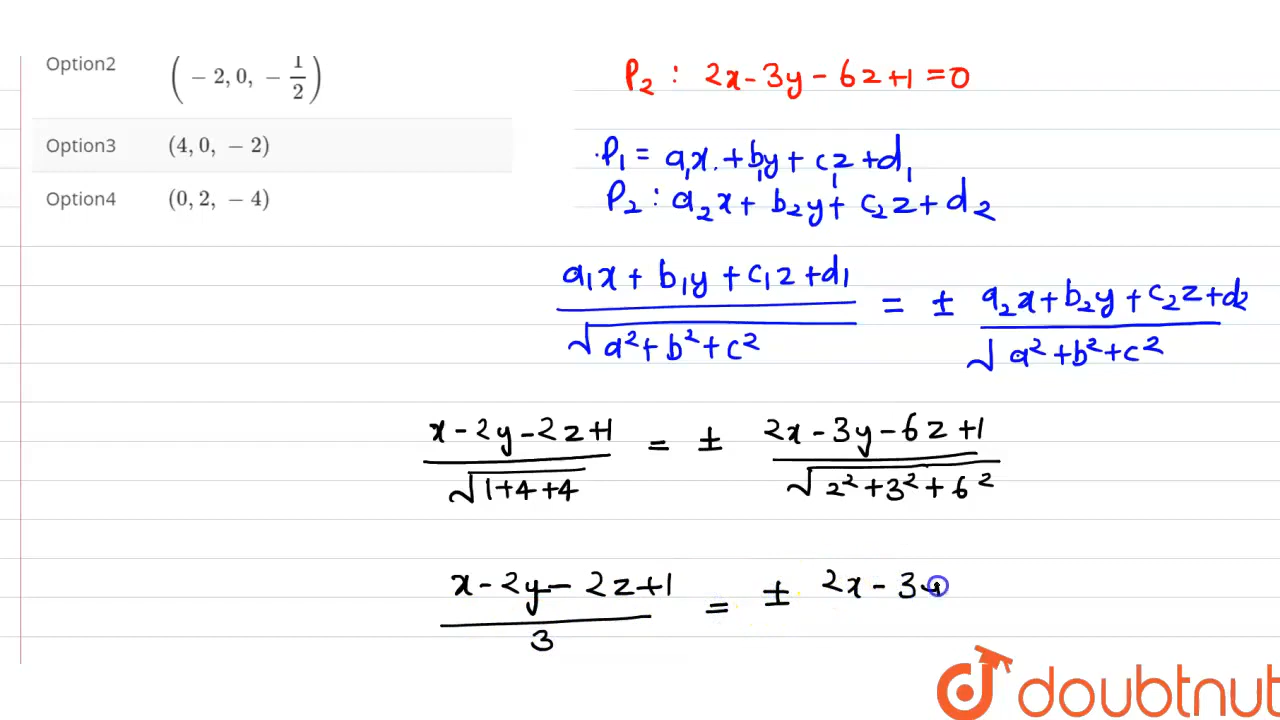 Option2 (−2, 0, −1/2)
Option3 (4, 0, −2)
Option4 (0, 2, −4)
P₂ : 2x−3y−6z+1=0
.P₁ = a₁x. + b₁y + c₁z + d₁
P₂ : a₂x + b₂y + c₂z + d₂
(a₁x + b₁y + c₁z + d₁)/√(a²+b²+c²) = ± (a₂x + b₂y + c₂z + d₂)/√(a²+b²+c²)
(x−2y−2z+1)/√(1+4+4) = ± (2x−3y−6z+1)/√(2²+3²+6²)
(x−2y−2z+1)/3 = ± 2x−3
doubtnut